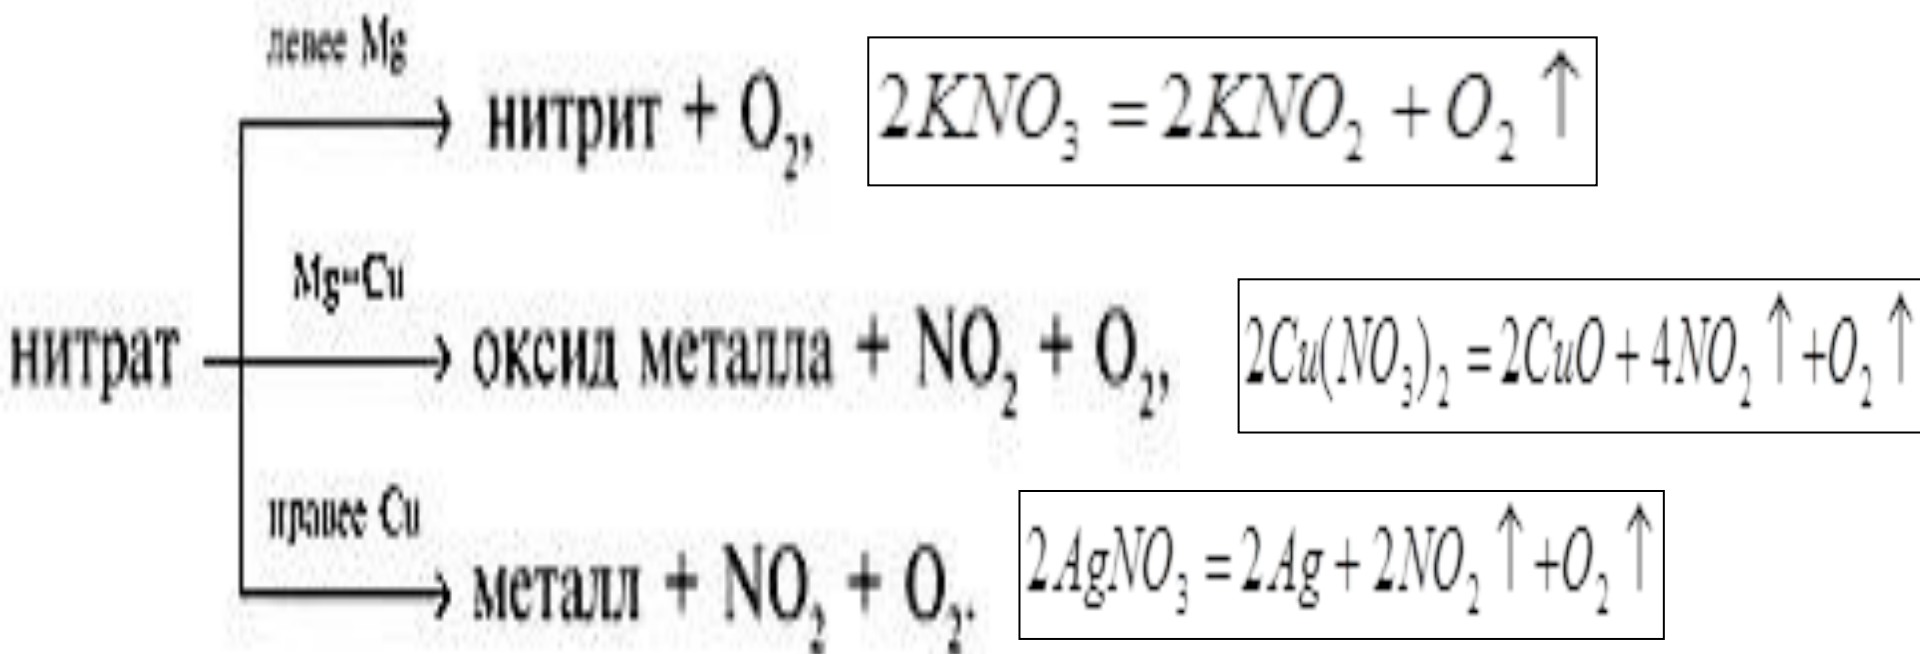 левее Mg
нитрит + O₂,
2KNO₃ = 2KNO₂ + O₂ ↑
Mg–Cu
нитрат
оксид металла + NO₂ + O₂,
2Cu(NO₃)₂ = 2CuO + 4NO₂ ↑ +O₂ ↑
правее Cu
металл + NO₂ + O₂.
2AgNO₃ = 2Ag + 2NO₂ ↑ +O₂ ↑